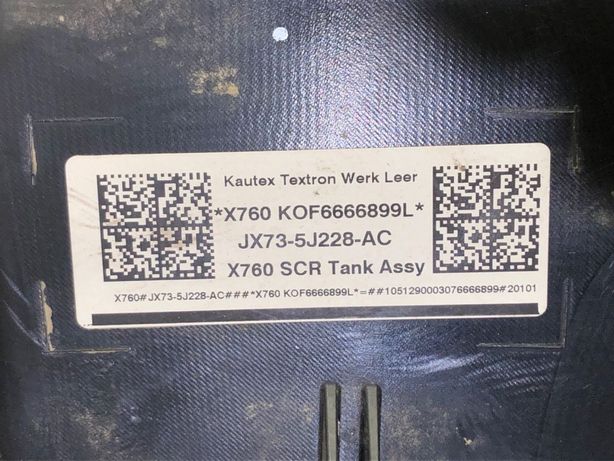 Kautex Textron Werk Leer
*X760 KOF6666899L*
JX73-5J228-AC
X760 SCR Tank Assy
X760#JX73-5J228-AC###*X760 KOF6666899L*=##1051290003076666899#20101